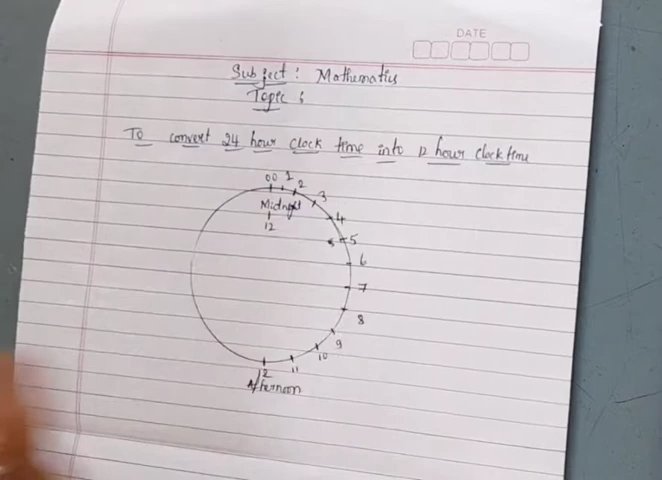 DATE
Subject: Mathematics
Topic :
To convert 24 hour clock time into 12 hour clock time
00 1 2
Midnight 3
12 4
5
6
7
8
9
10
12 11
Afternoon